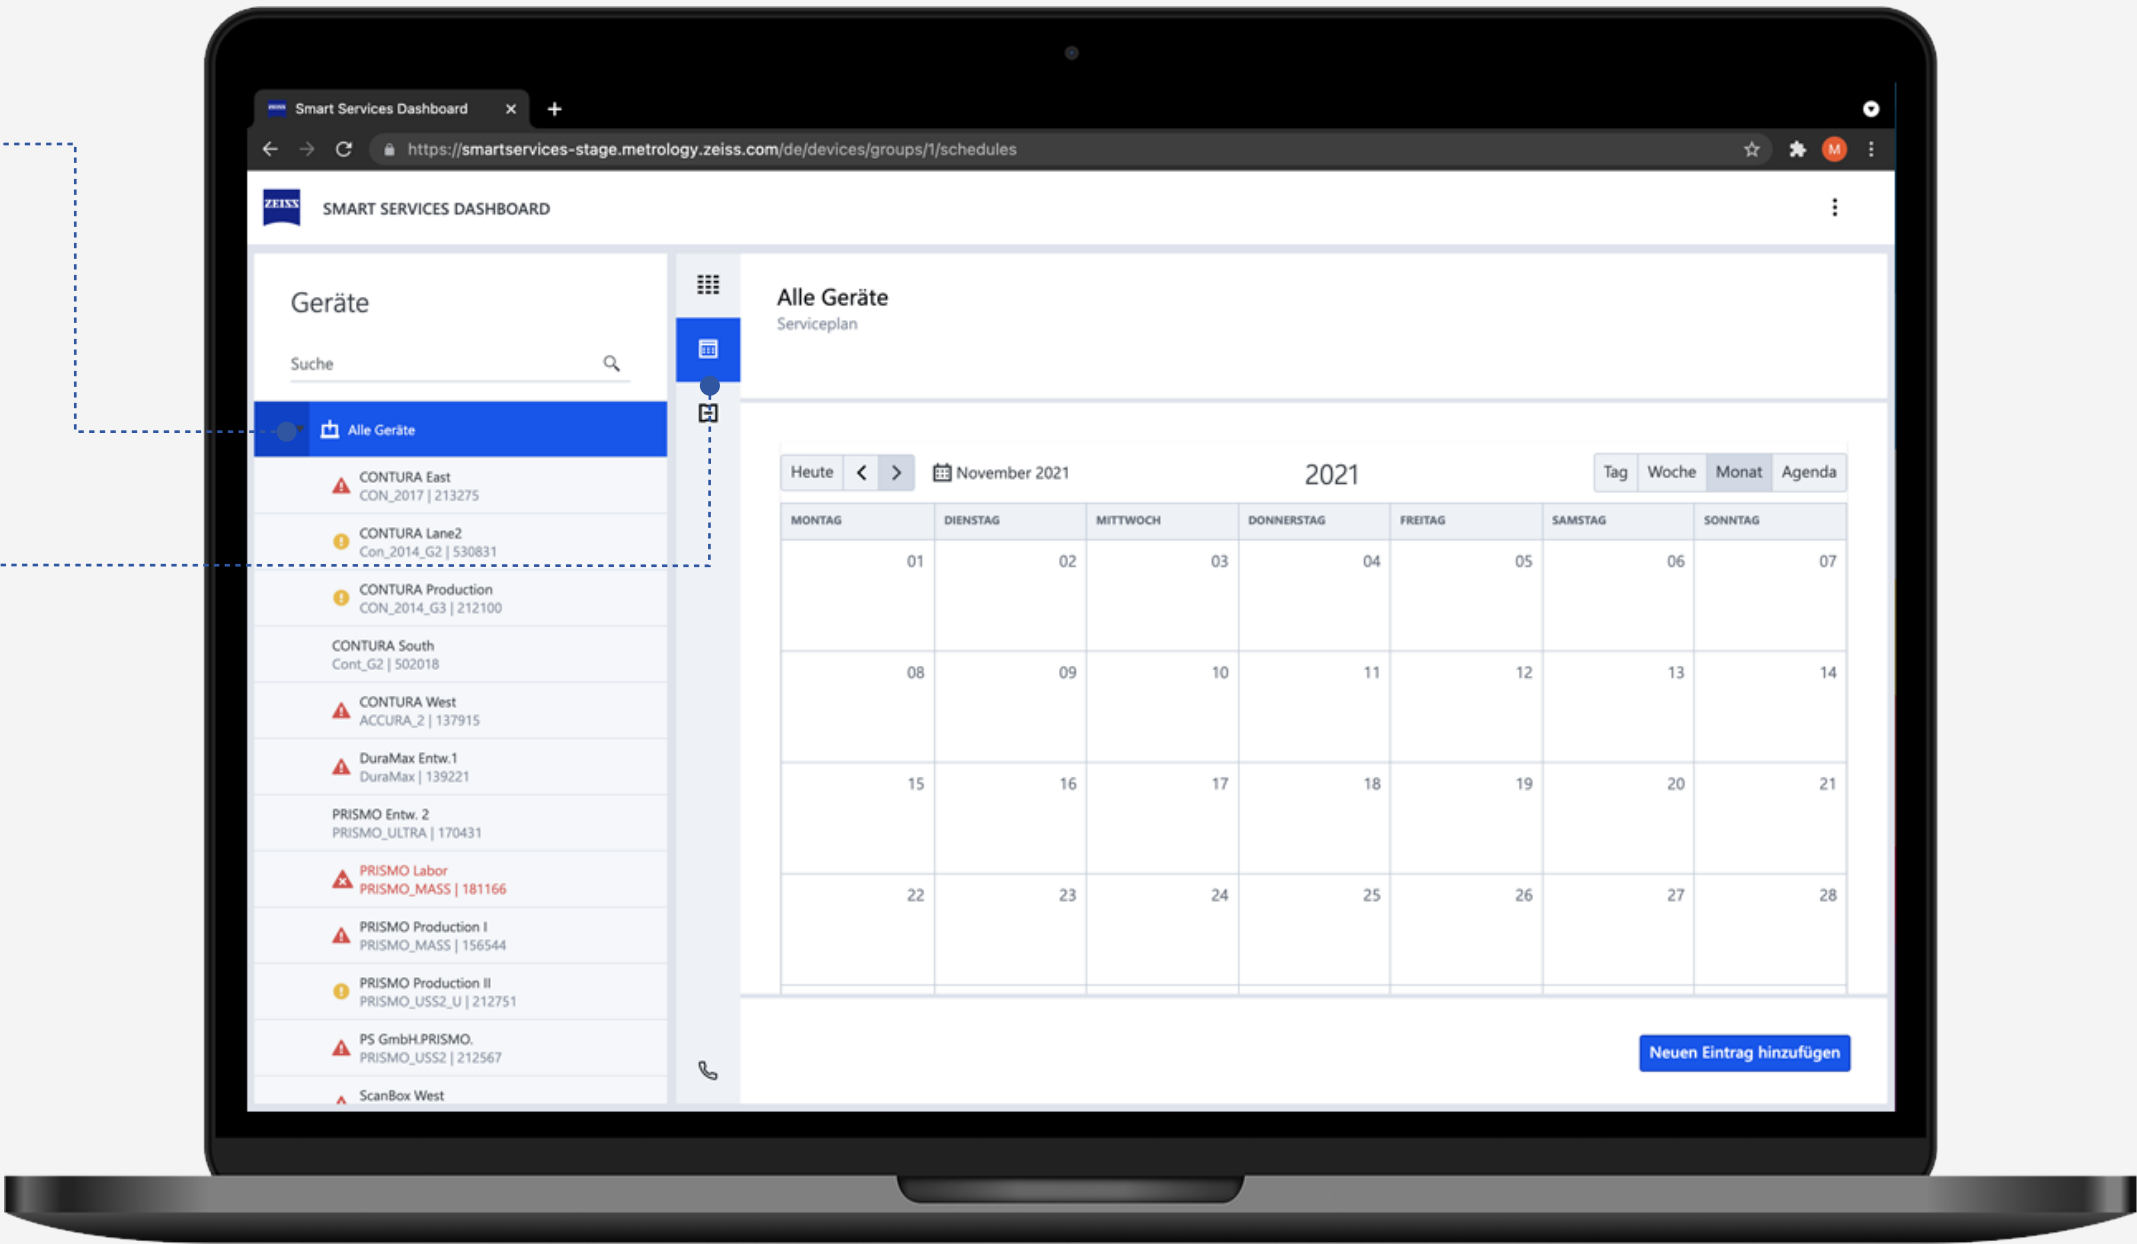 Smart Services Dashboard
https://smartservices-stage.metrology.zeiss.com/de/devices/groups/1/schedules
M
ZEISS
SMART SERVICES DASHBOARD
Geräte
Suche
Alle Geräte
CONTURA East
CON_2017 | 213275
CONTURA Lane2
Con_2014_G2 | 530831
CONTURA Production
CON_2014_G3 | 212100
CONTURA South
Cont_G2 | 502018
CONTURA West
ACCURA_2 | 137915
DuraMax Entw.1
DuraMax | 139221
PRISMO Entw. 2
PRISMO_ULTRA | 170431
PRISMO Labor
PRISMO_MASS | 181166
PRISMO Production I
PRISMO_MASS | 156544
PRISMO Production II
PRISMO_USS2_U | 212751
PS GmbH.PRISMO.
PRISMO_USS2 | 212567
ScanBox West
Alle Geräte
Serviceplan
Heute November 2021 2021 Tag Woche Monat Agenda
MONTAG DIENSTAG MITTWOCH DONNERSTAG FREITAG SAMSTAG SONNTAG
01 02 03 04 05 06 07
08 09 10 11 12 13 14
15 16 17 18 19 20 21
22 23 24 25 26 27 28
Neuen Eintrag hinzufügen